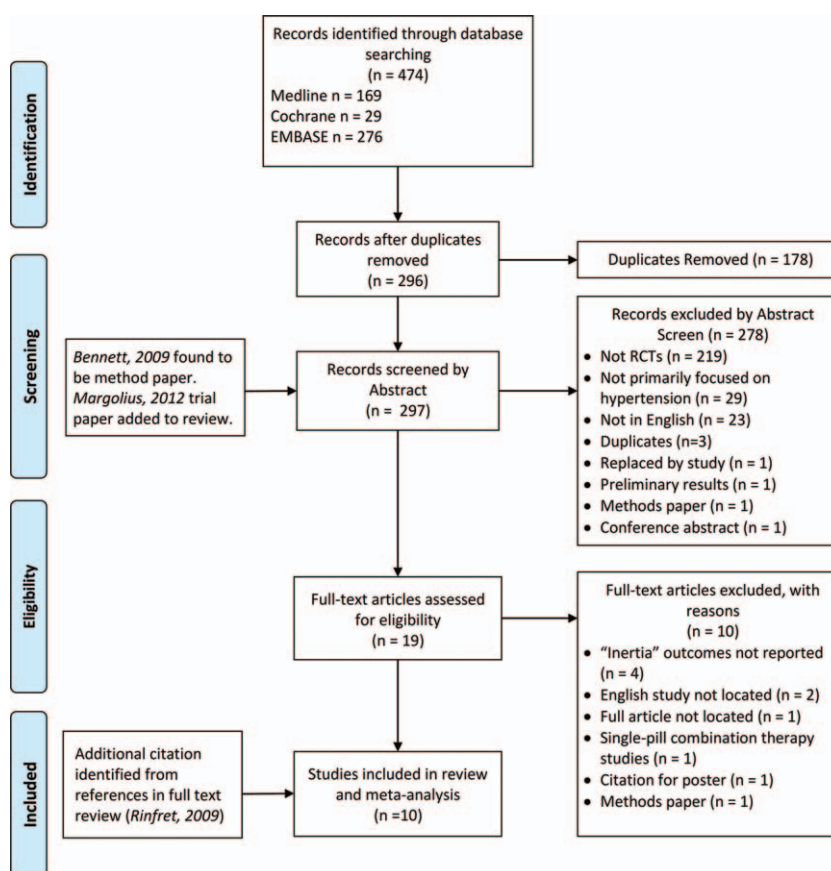 Records identified through database
searching
(n = 474)
Medline n = 169
Cochrane n = 29
EMBASE n = 276
Identification
Records after duplicates
removed
(n = 296)
Duplicates Removed (n = 178)
Screening
Bennett, 2009 found to
be method paper.
Margolius, 2012 trial
paper added to review.
Records screened by
Abstract
(n = 297)
Records excluded by Abstract
Screen (n = 278)
• Not RCTs (n = 219)
• Not primarily focused on
hypertension (n = 29)
• Not in English (n = 23)
• Duplicates (n=3)
• Replaced by study (n = 1)
• Preliminary results (n = 1)
• Methods paper (n = 1)
• Conference abstract (n = 1)
Eligibility
Full-text articles assessed
for eligibility
(n = 19)
Full-text articles excluded, with
reasons
(n = 10)
• “Inertia” outcomes not reported
(n = 4)
• English study not located (n = 2)
• Full article not located (n = 1)
• Single-pill combination therapy
studies (n = 1)
• Citation for poster (n = 1)
• Methods paper (n = 1)
Included
Additional citation
identified from
references in full text
review (Rinfret, 2009)
Studies included in review
and meta-analysis
(n =10)